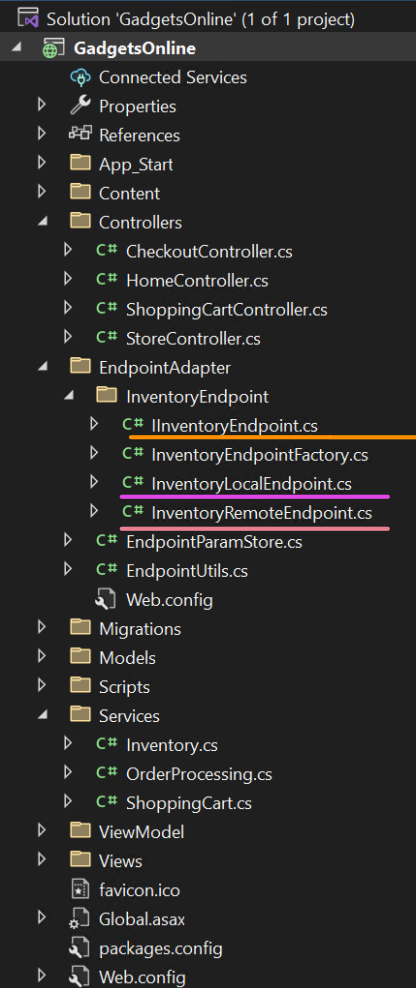 Solution 'GadgetsOnline' (1 of 1 project)
GadgetsOnline
Connected Services
Properties
References
App_Start
Content
Controllers
C# CheckoutController.cs
C# HomeController.cs
C# ShoppingCartController.cs
C# StoreController.cs
EndpointAdapter
InventoryEndpoint
C# IInventoryEndpoint.cs
C# InventoryEndpointFactory.cs
C# InventoryLocalEndpoint.cs
C# InventoryRemoteEndpoint.cs
C# EndpointParamStore.cs
C# EndpointUtils.cs
Web.config
Migrations
Models
Scripts
Services
C# Inventory.cs
C# OrderProcessing.cs
C# ShoppingCart.cs
ViewModel
Views
favicon.ico
Global.asax
packages.config
Web.config